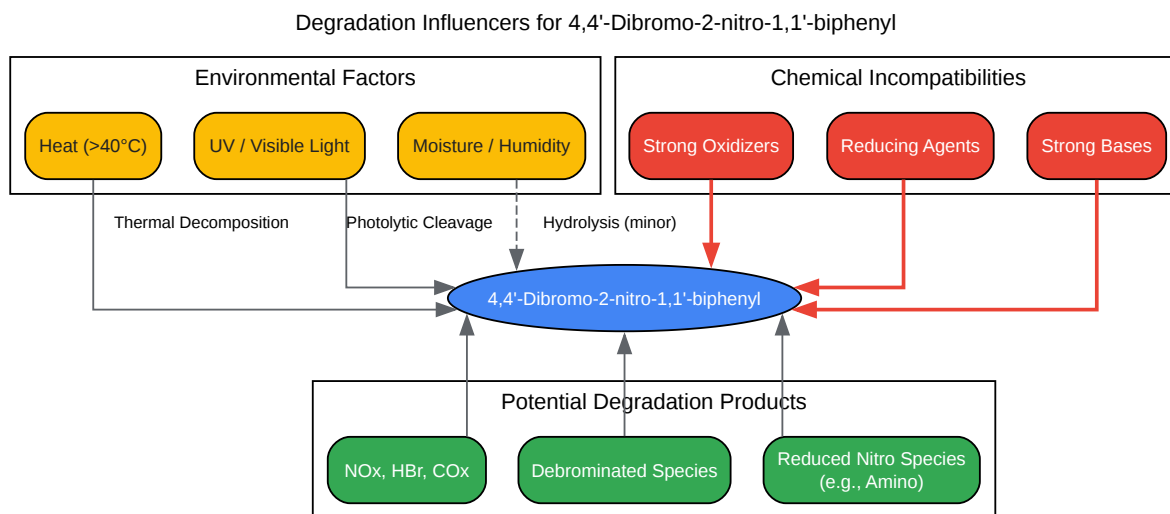 Degradation Influencers for 4,4'-Dibromo-2-nitro-1,1'-biphenyl
Environmental Factors
Chemical Incompatibilities
Heat (>40°C)
UV / Visible Light
Moisture / Humidity
Strong Oxidizers
Reducing Agents
Strong Bases
Thermal Decomposition
Photolytic Cleavage
Hydrolysis (minor)
4,4'-Dibromo-2-nitro-1,1'-biphenyl
Potential Degradation Products
NOx, HBr, COx
Debrominated Species
Reduced Nitro Species
(e.g., Amino)